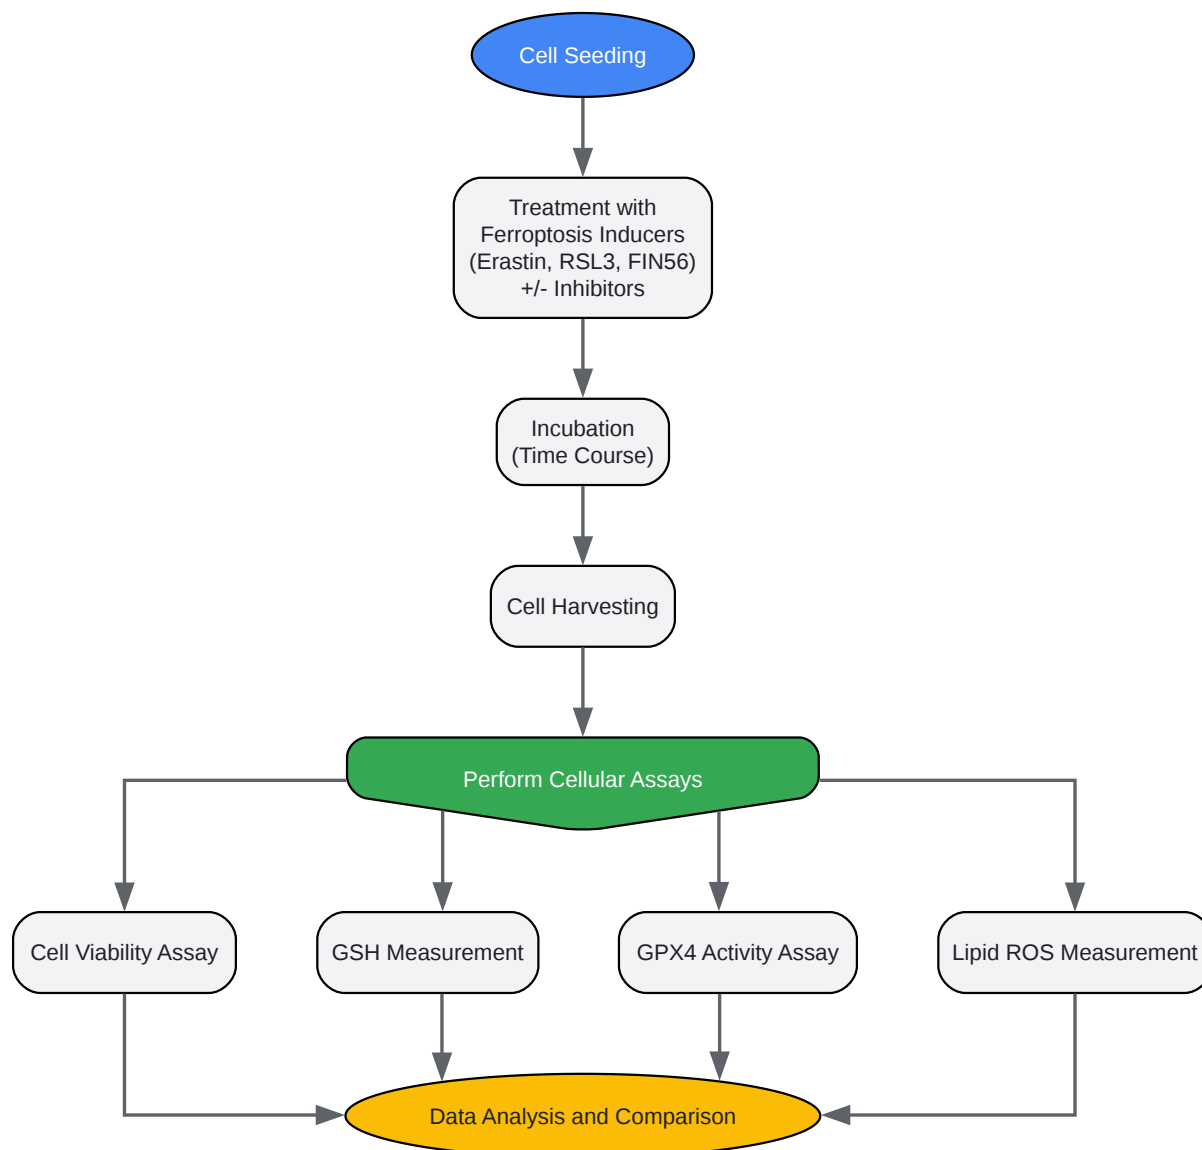 Cell Seeding
Treatment with
Ferroptosis Inducers
(Erastin, RSL3, FIN56)
+/- Inhibitors
Incubation
(Time Course)
Cell Harvesting
Perform Cellular Assays
Cell Viability Assay
GSH Measurement
GPX4 Activity Assay
Lipid ROS Measurement
Data Analysis and Comparison